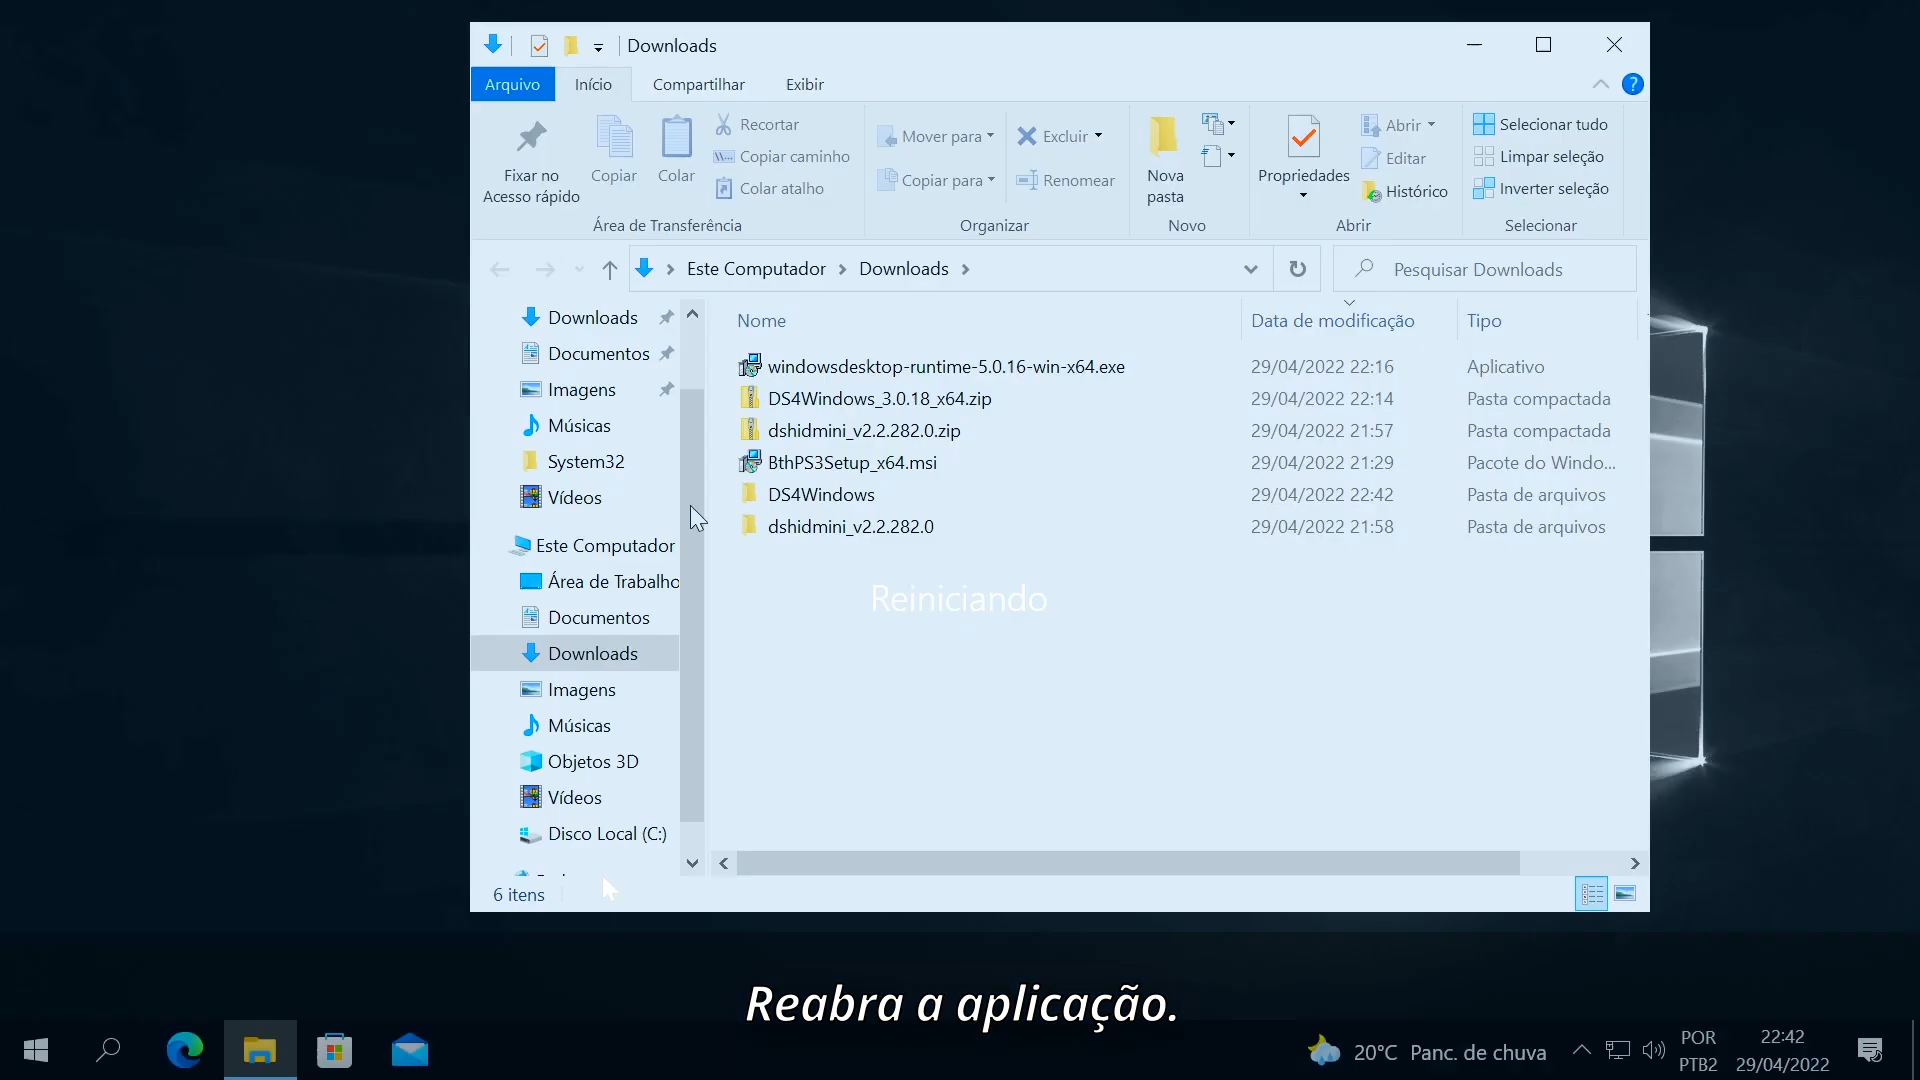 Downloads
Arquivo Início Compartilhar Exibir
Fixar no
Acesso rápido
Copiar
Colar
Recortar
Copiar caminho
Colar atalho
Área de Transferência
Mover para
Copiar para
Excluir
Renomear
Organizar
Nova
pasta
Novo
Propriedades
Abrir
Editar
Histórico
Abrir
Selecionar tudo
Limpar seleção
Inverter seleção
Selecionar
Este Computador > Downloads >
Pesquisar Downloads
Downloads
Documentos
Imagens
Músicas
System32
Vídeos
Este Computador
Área de Trabalho
Documentos
Downloads
Imagens
Músicas
Objetos 3D
Vídeos
Disco Local (C:)
Nome Data de modificação Tipo
windowsdesktop-runtime-5.0.16-win-x64.exe 29/04/2022 22:16 Aplicativo
DS4Windows_3.0.18_x64.zip 29/04/2022 22:14 Pasta compactada
dshidmini_v2.2.282.0.zip 29/04/2022 21:57 Pasta compactada
BthPS3Setup_x64.msi 29/04/2022 21:29 Pacote do Windo...
DS4Windows 29/04/2022 22:42 Pasta de arquivos
dshidmini_v2.2.282.0 29/04/2022 21:58 Pasta de arquivos
Reiniciando
6 itens
Reabra a aplicação.
20°C Panc. de chuva
POR
PTB2
22:42
29/04/2022